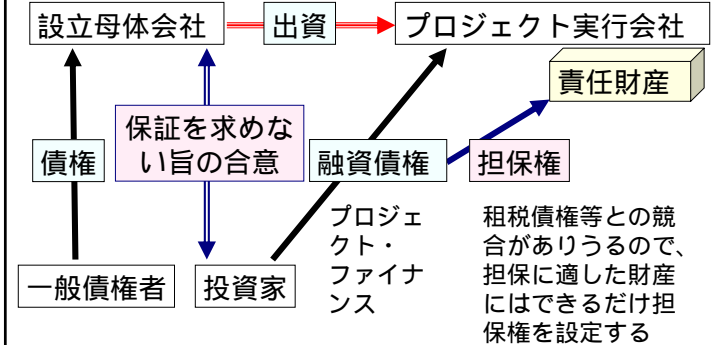 設立母体会社
出資
プロジェクト実行会社
責任財産
保証を求めな
い旨の合意
債権
融資債権
担保権
プロジェ
クト・
ファイナ
ンス
租税債権等との競
合がありうるので、
担保に適した財産
にはできるだけ担
保権を設定する
一般債権者
投資家